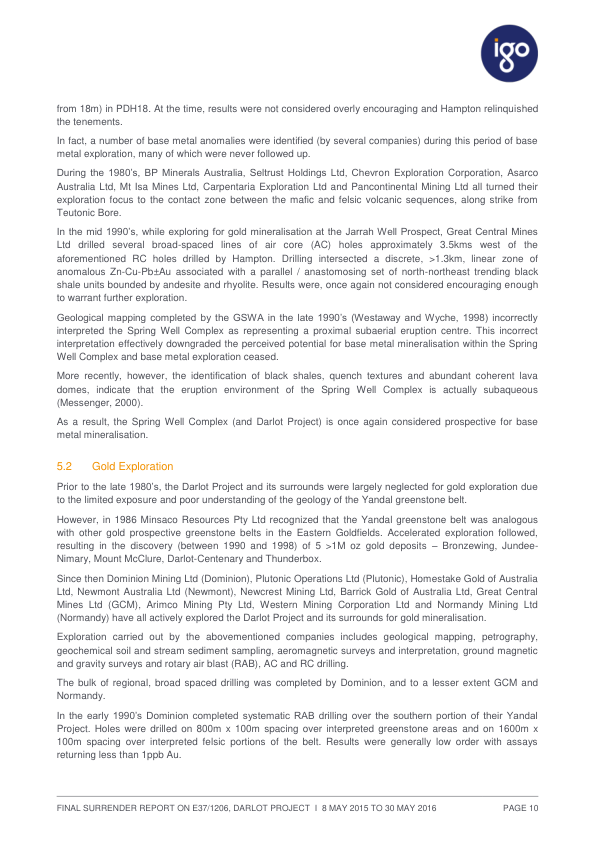 igo
from 18m) in PDH18. At the time, results were not considered overly encouraging and Hampton relinquished
the tenements.
In fact, a number of base metal anomalies were identified (by several companies) during this period of base
metal exploration, many of which were never followed up.
During the 1980's, BP Minerals Australia, Seltrust Holdings Ltd, Chevron Exploration Corporation, Asarco
Australia Ltd, Mt Isa Mines Ltd, Carpentaria Exploration Ltd and Pancontinental Mining Ltd all turned their
exploration focus to the contact zone between the mafic and felsic volcanic sequences, along strike from
Teutonic Bore.
In the mid 1990's, while exploring for gold mineralisation at the Jarrah Well Prospect, Great Central Mines
Ltd drilled several broad-spaced lines of air core (AC) holes approximately 3.5kms west of the
aforementioned RC holes drilled by Hampton. Drilling intersected a discrete, >1.3km, linear zone of
anomalous Zn-Cu-Pb±Au associated with a parallel / anastomosing set of north-northeast trending black
shale units bounded by andesite and rhyolite. Results were, once again not considered encouraging enough
to warrant further exploration.
Geological mapping completed by the GSWA in the late 1990's (Westaway and Wyche, 1998) incorrectly
interpreted the Spring Well Complex as representing a proximal subaerial eruption centre. This incorrect
interpretation effectively downgraded the perceived potential for base metal mineralisation within the Spring
Well Complex and base metal exploration ceased.
More recently, however, the identification of black shales, quench textures and abundant coherent lava
domes, indicate that the eruption environment of the Spring Well Complex is actually subaqueous
(Messenger, 2000).
As a result, the Spring Well Complex (and Darlot Project) is once again considered prospective for base
metal mineralisation.
5.2 Gold Exploration
Prior to the late 1980's, the Darlot Project and its surrounds were largely neglected for gold exploration due
to the limited exposure and poor understanding of the geology of the Yandal greenstone belt.
However, in 1986 Minsaco Resources Pty Ltd recognized that the Yandal greenstone belt was analogous
with other gold prospective greenstone belts in the Eastern Goldfields. Accelerated exploration followed,
resulting in the discovery (between 1990 and 1998) of 5 >1M oz gold deposits – Bronzewing, Jundee-
Nimary, Mount McClure, Darlot-Centenary and Thunderbox.
Since then Dominion Mining Ltd (Dominion), Plutonic Operations Ltd (Plutonic), Homestake Gold of Australia
Ltd, Newmont Australia Ltd (Newmont), Newcrest Mining Ltd, Barrick Gold of Australia Ltd, Great Central
Mines Ltd (GCM), Arimco Mining Pty Ltd, Western Mining Corporation Ltd and Normandy Mining Ltd
(Normandy) have all actively explored the Darlot Project and its surrounds for gold mineralisation.
Exploration carried out by the abovementioned companies includes geological mapping, petrography,
geochemical soil and stream sediment sampling, aeromagnetic surveys and interpretation, ground magnetic
and gravity surveys and rotary air blast (RAB), AC and RC drilling.
The bulk of regional, broad spaced drilling was completed by Dominion, and to a lesser extent GCM and
Normandy.
In the early 1990's Dominion completed systematic RAB drilling over the southern portion of their Yandal
Project. Holes were drilled on 800m x 100m spacing over interpreted greenstone areas and on 1600m x
100m spacing over interpreted felsic portions of the belt. Results were generally low order with assays
returning less than 1ppb Au.
FINAL SURRENDER REPORT ON E37/1206, DARLOT PROJECT I 8 MAY 2015 TO 30 MAY 2016 PAGE 10